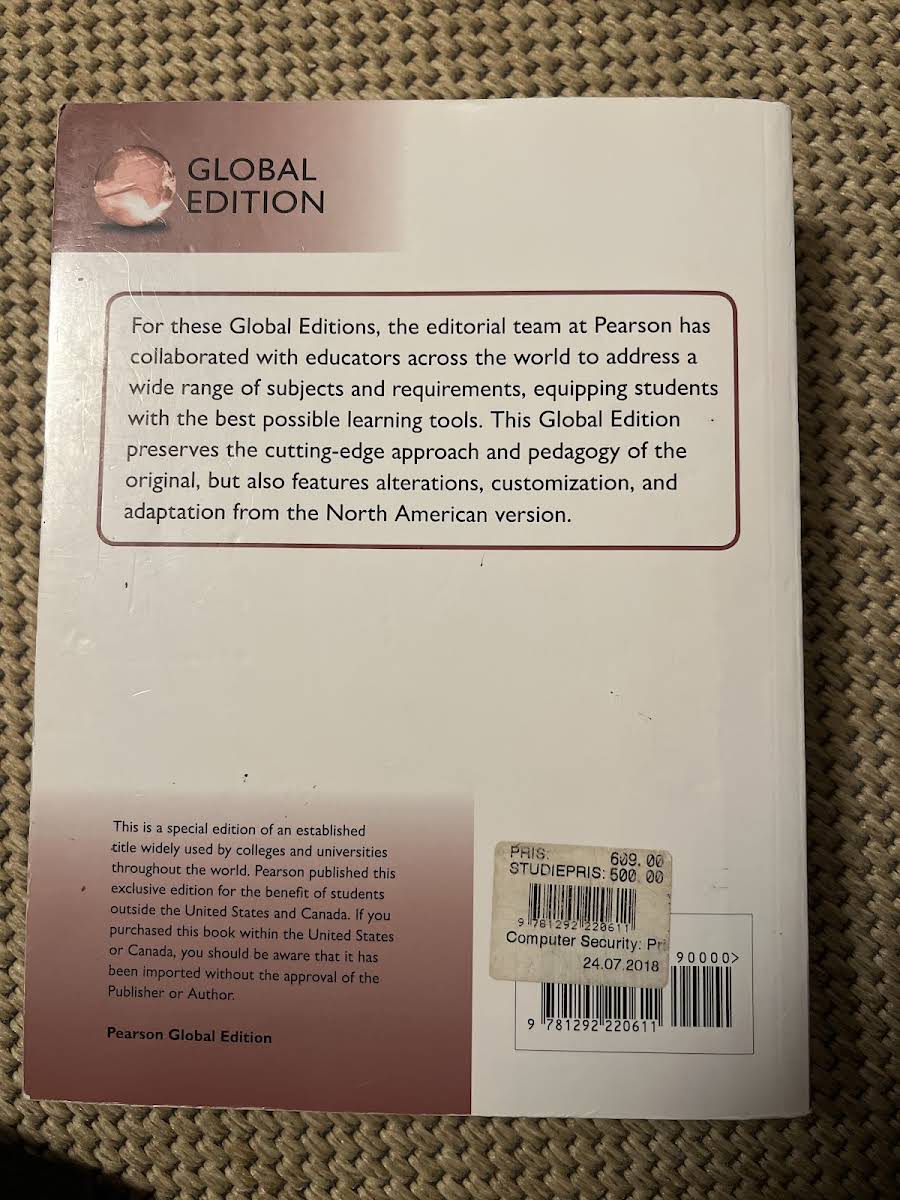 GLOBAL
EDITION
For these Global Editions, the editorial team at Pearson has
collaborated with educators across the world to address a
wide range of subjects and requirements, equipping students
with the best possible learning tools. This Global Edition
preserves the cutting-edge approach and pedagogy of the
original, but also features alterations, customization, and
adaptation from the North American version.
This is a special edition of an established
title widely used by colleges and universities
throughout the world. Pearson published this
exclusive edition for the benefit of students
outside the United States and Canada. If you
purchased this book within the United States
or Canada, you should be aware that it has
been imported without the approval of the
Publisher or Author.
Pearson Global Edition
PRIS:
STUDIEPRIS: 500.00
9 781292 220611
Computer Security: Pri
24.07.2018
90000>
9 781292 220611